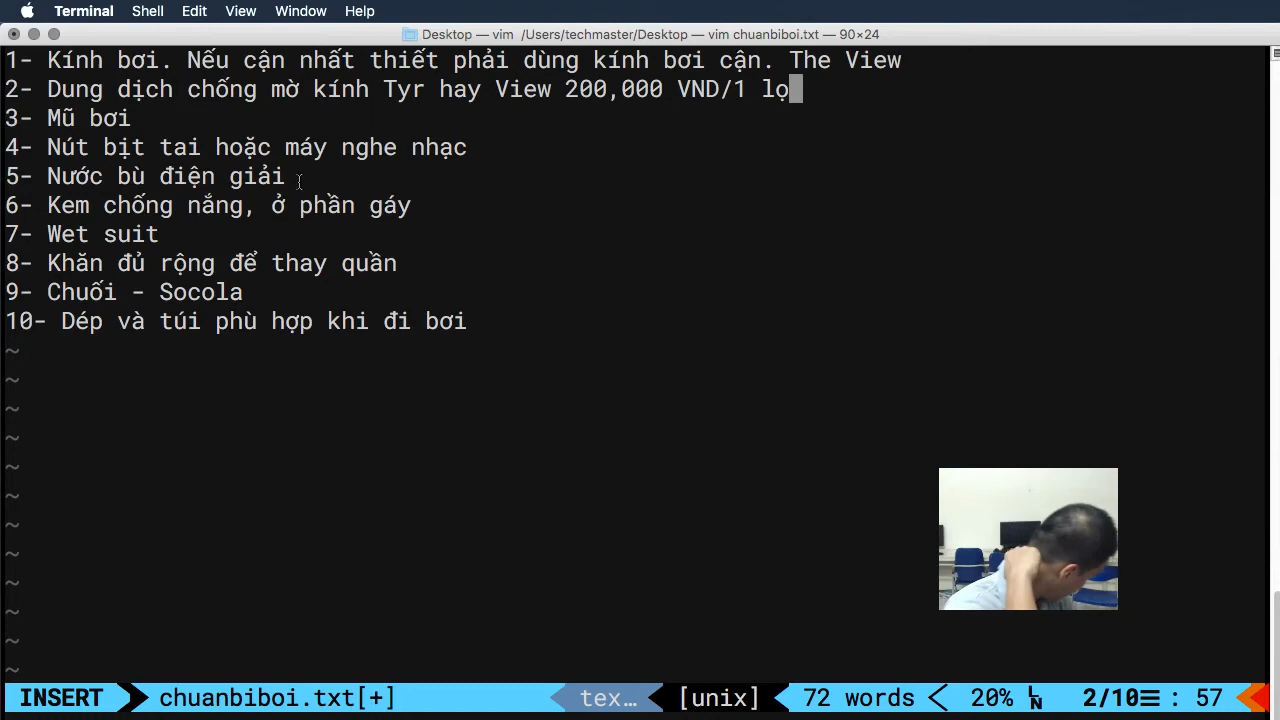 Terminal Shell Edit View Window Help
Desktop — vim /Users/techmaster/Desktop — vim chuanbiboi.txt — 90×24
1- Kính bơi. Nếu cận nhất thiết phải dùng kính bơi cận. The View
2- Dung dịch chống mờ kính Tyr hay View 200,000 VND/1 lọ
3- Mũ bơi
4- Nút bịt tai hoặc máy nghe nhạc
5- Nước bù điện giải
6- Kem chống nắng, ở phần gáy
7- Wet suit
8- Khăn đủ rộng để thay quần
9- Chuối - Socola
10- Dép và túi phù hợp khi đi bơi
~
~
~
~
~
~
~
~
~
~
~
~
INSERT chuanbiboi.txt[+] tex… [unix] 72 words 20% LN 2/10☰ : 57